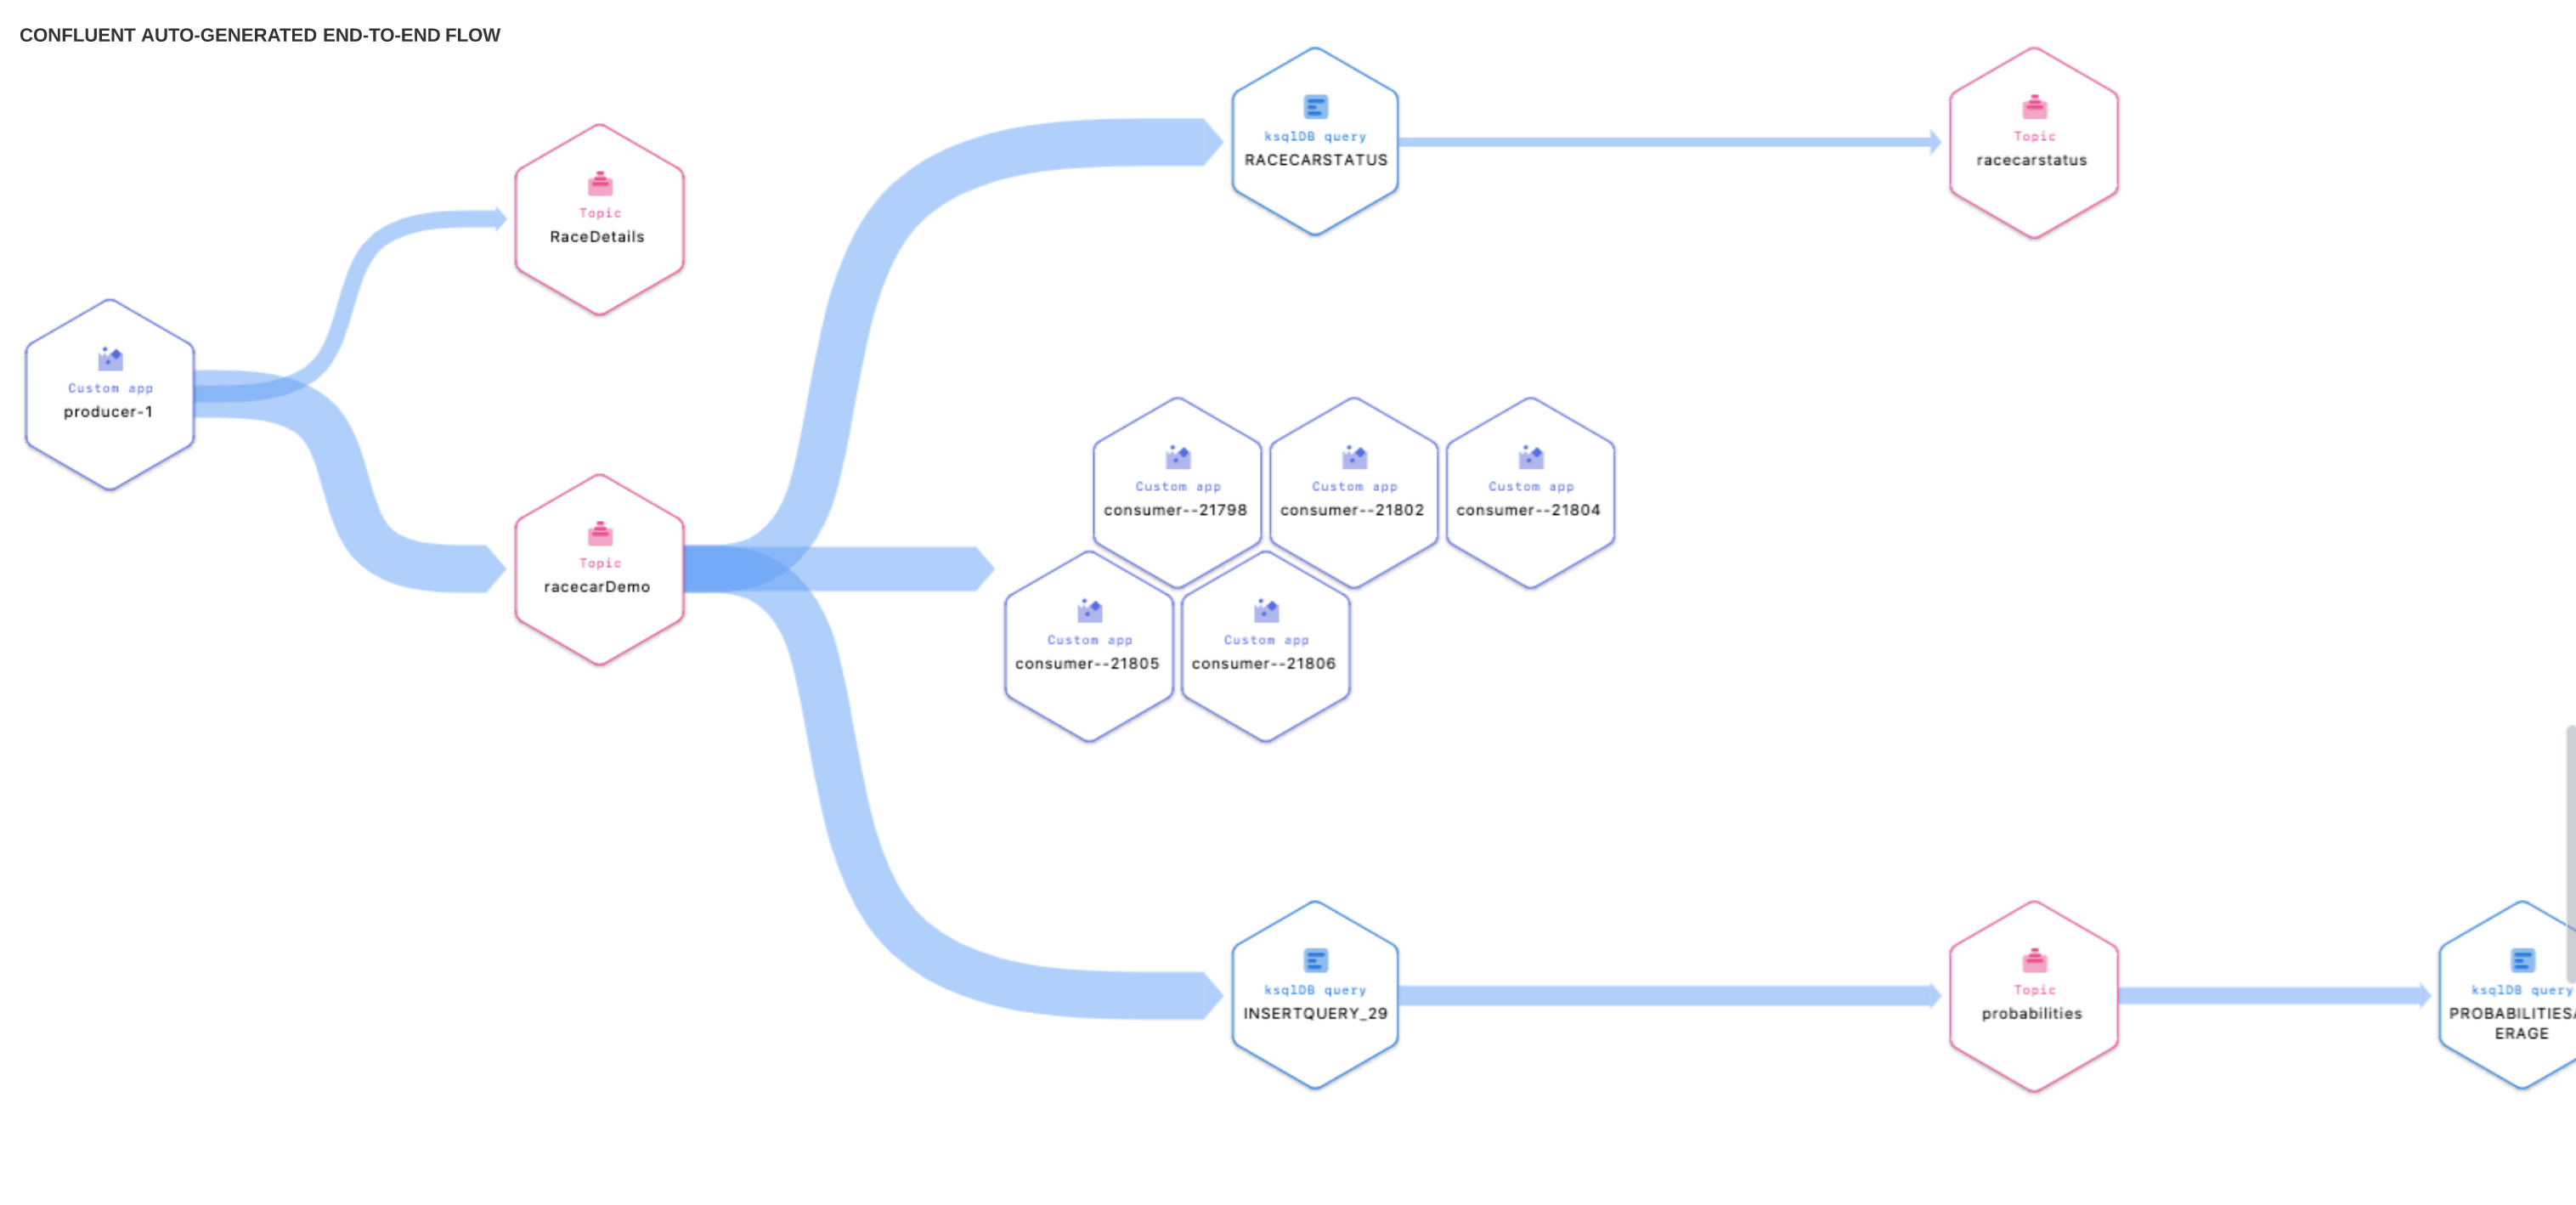 CONFLUENT AUTO-GENERATED END-TO-END FLOW
ksqlDB query
RACECARSTATUS
Topic
racecarstatus
Topic
RaceDetails
Custom app
producer-1
Custom app
consumer--21798
Custom app
consumer--21802
Custom app
consumer--21804
Topic
racecarDemo
Custom app
consumer--21805
Custom app
consumer--21806
ksqlDB query
INSERTQUERY_29
Topic
probabilities
ksqlDB query
ERAGE